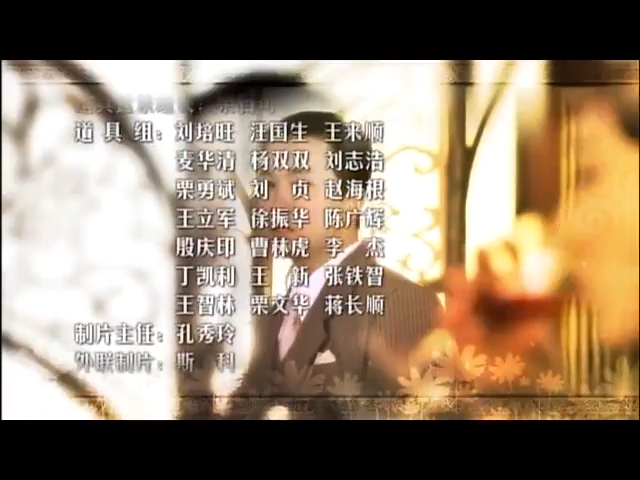 道具组：刘培旺 汪国生 王来顺
麦华清 杨双双 刘志浩
栗勇斌 刘贞 赵海根
王立军 徐振华 陈广辉
殷庆印 曹林虎 李杰
丁凯利 王新 张铁智
王智林 栗文华 蒋长顺
制片主任：孔秀玲
外联制片：斯科